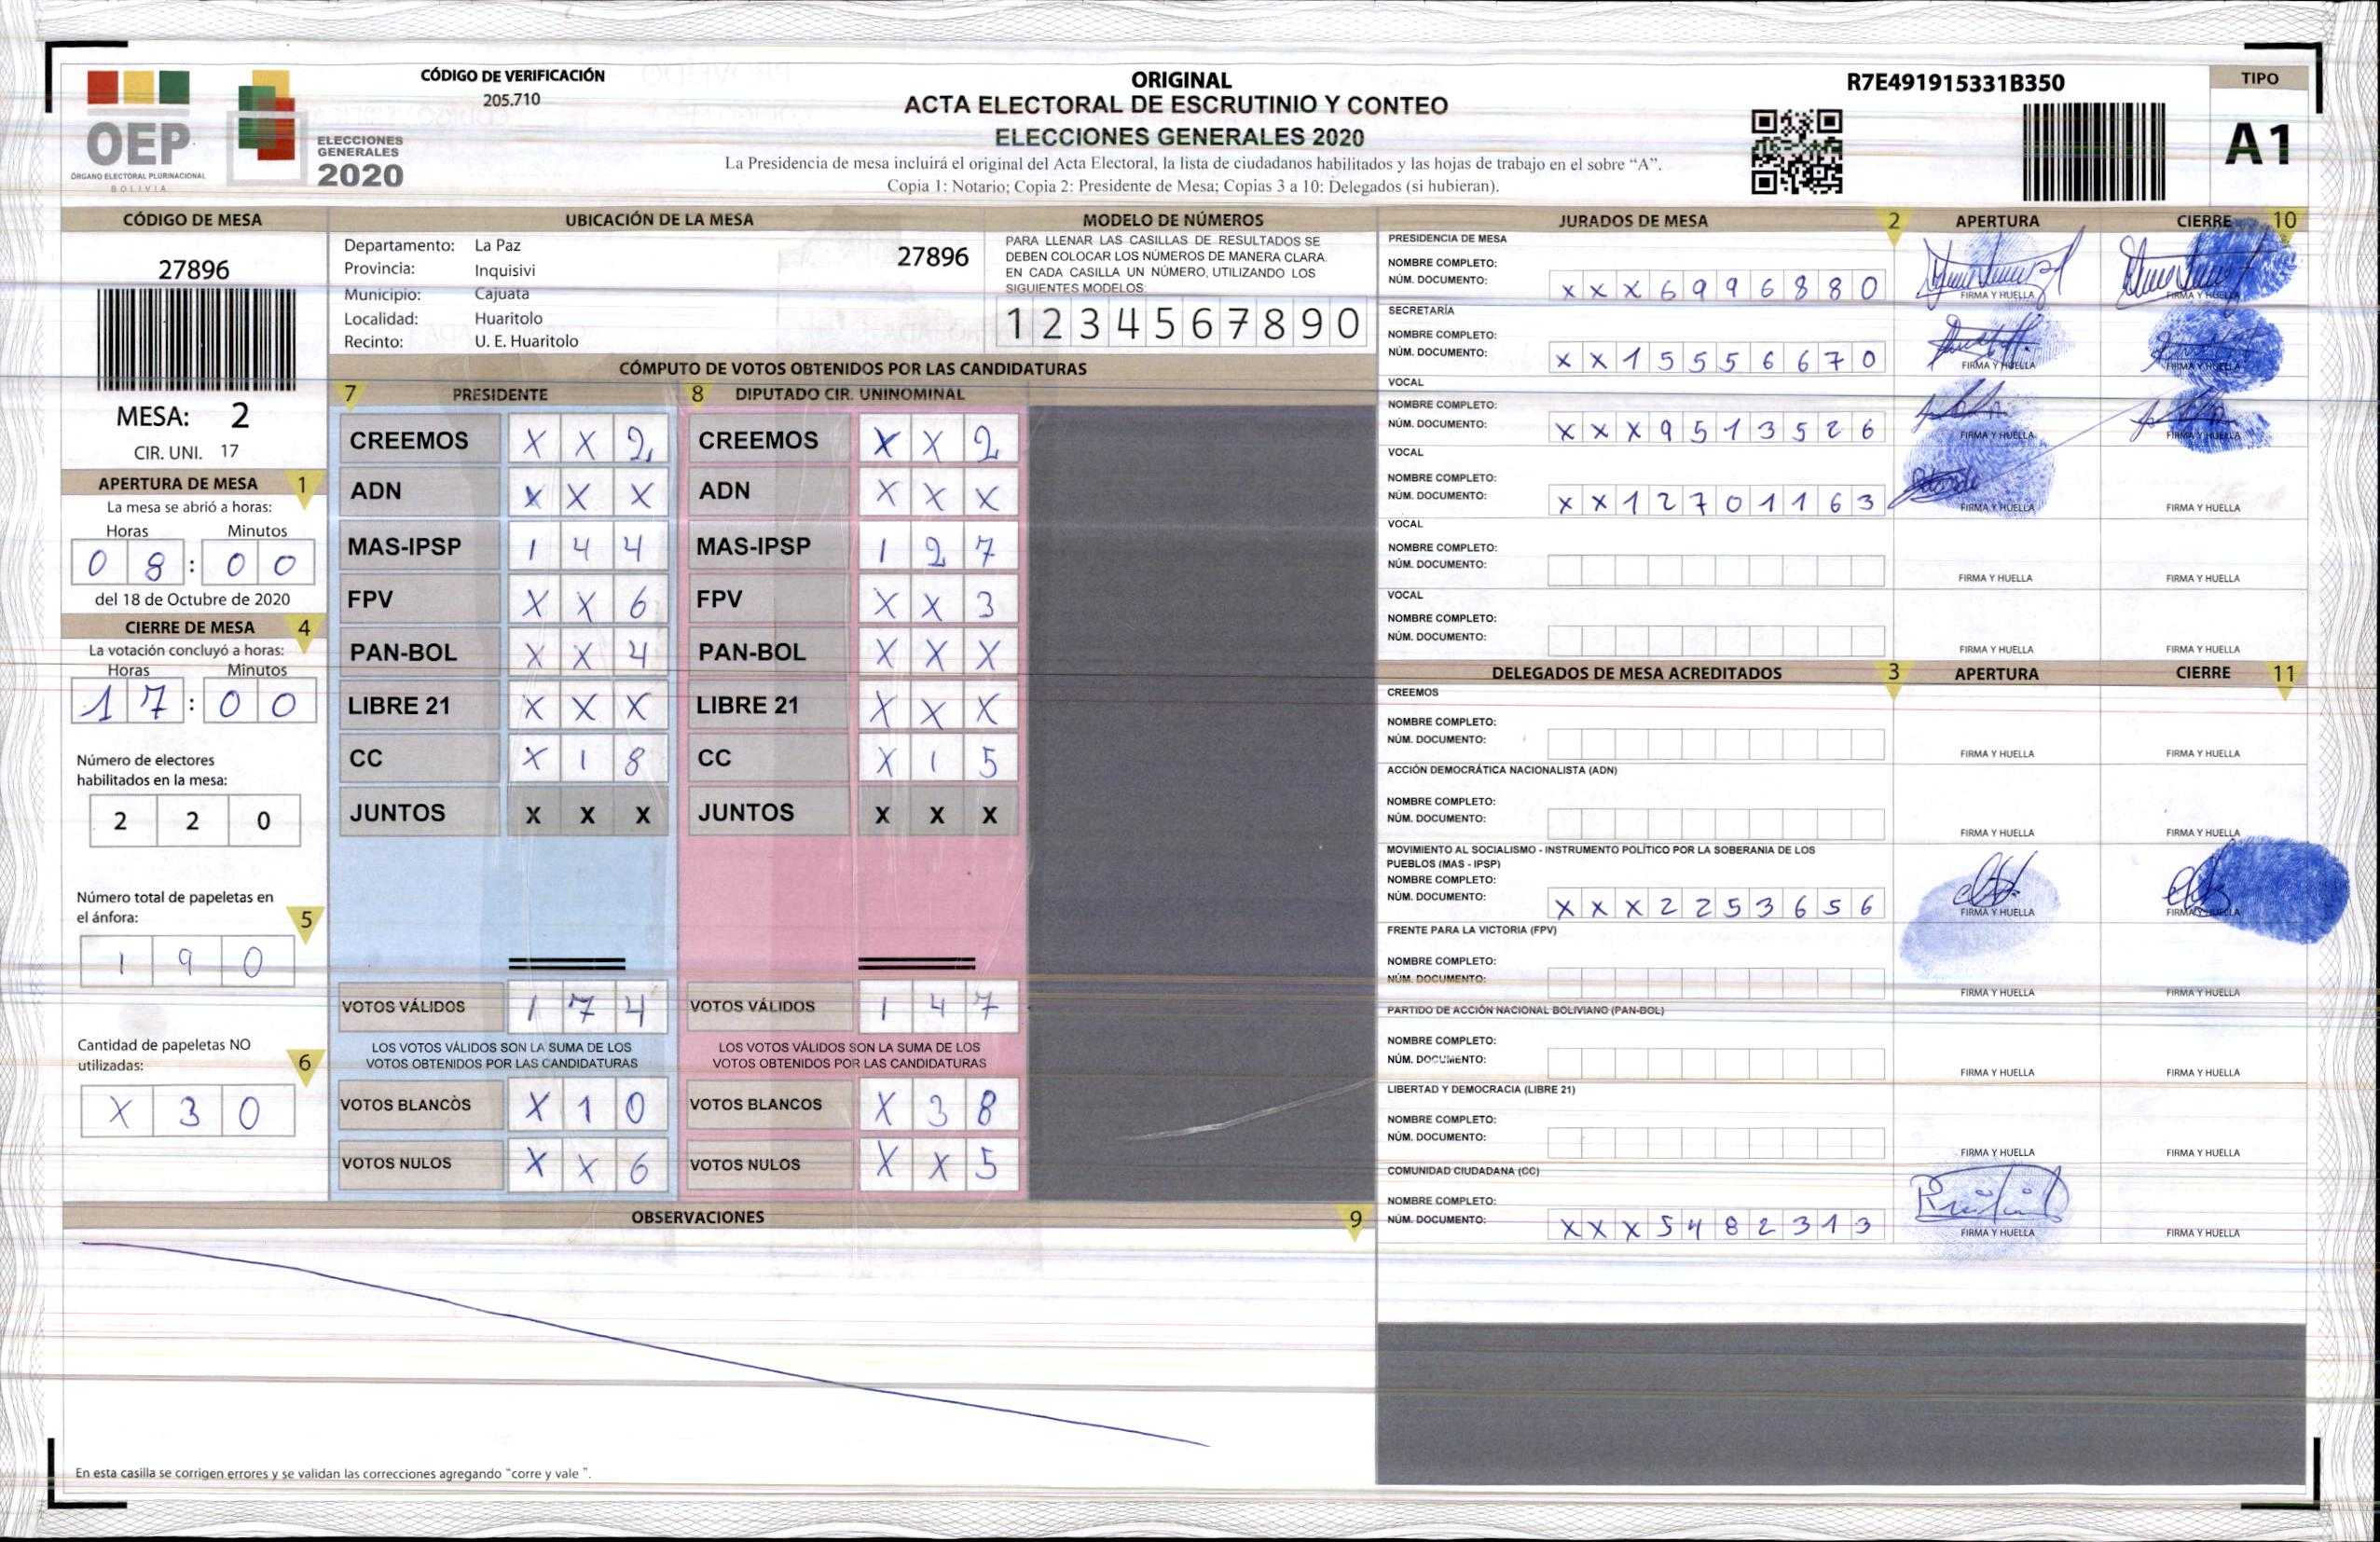 CÓDIGO DE VERIFICACIÓN
205.710
OEP
ÓRGANO ELECTORAL PLURINACIONAL
BOLIVIA
ELECCIONES
GENERALES
2020
ORIGINAL
ACTA ELECTORAL DE ESCRUTINIO Y CONTEO
ELECCIONES GENERALES 2020
La Presidencia de mesa incluirá el original del Acta Electoral, la lista de ciudadanos habilitados y las hojas de trabajo en el sobre “A”.
Copia 1: Notario; Copia 2: Presidente de Mesa; Copias 3 a 10: Delegados (si hubieran).
R7E491915331B350
TIPO
A1
CÓDIGO DE MESA
27896
MESA: 2
CIR. UNI. 17
APERTURA DE MESA 1
La mesa se abrió a horas:
Horas Minutos
0 8 : 0 0
del 18 de Octubre de 2020
CIERRE DE MESA 4
La votación concluyó a horas:
Horas Minutos
1 7 : 0 0
Número de electores
habilitados en la mesa:
2 2 0
Número total de papeletas en
el ánfora: 5
1 9 0
Cantidad de papeletas NO
utilizadas: 6
X 3 0
UBICACIÓN DE LA MESA
Departamento: La Paz
27896
Provincia: Inquisivi
Municipio: Cajuata
Localidad: Huaritolo
Recinto: U. E. Huaritolo
MODELO DE NÚMEROS
PARA LLENAR LAS CASILLAS DE RESULTADOS SE
DEBEN COLOCAR LOS NÚMEROS DE MANERA CLARA.
EN CADA CASILLA UN NÚMERO, UTILIZANDO LOS
SIGUIENTES MODELOS:
1 2 3 4 5 6 7 8 9 0
CÓMPUTO DE VOTOS OBTENIDOS POR LAS CANDIDATURAS
7 PRESIDENTE 8 DIPUTADO CIR. UNINOMINAL
CREEMOS X X 2 CREEMOS X X 2
ADN X X X ADN X X X
MAS-IPSP 1 4 4 MAS-IPSP 1 2 7
FPV X X 6 FPV X X 3
PAN-BOL X X 4 PAN-BOL X X X
LIBRE 21 X X X LIBRE 21 X X X
CC X 1 8 CC X 1 5
JUNTOS X X X JUNTOS X X X
VOTOS VÁLIDOS 1 7 4 VOTOS VÁLIDOS 1 4 7
LOS VOTOS VÁLIDOS SON LA SUMA DE LOS LOS VOTOS VÁLIDOS SON LA SUMA DE LOS
VOTOS OBTENIDOS POR LAS CANDIDATURAS VOTOS OBTENIDOS POR LAS CANDIDATURAS
VOTOS BLANCOS X 1 0 VOTOS BLANCOS X 3 8
VOTOS NULOS X X 6 VOTOS NULOS X X 5
OBSERVACIONES 9
En esta casilla se corrigen errores y se validan las correcciones agregando “corre y vale ”.
JURADOS DE MESA 2 APERTURA CIERRE 10
PRESIDENCIA DE MESA
NOMBRE COMPLETO:
NÚM. DOCUMENTO: X X X 6 9 9 6 8 8 0 FIRMA Y HUELLA FIRMA Y HUELLA
SECRETARÍA
NOMBRE COMPLETO:
NÚM. DOCUMENTO: X X 1 5 5 5 6 6 7 0 FIRMA Y HUELLA FIRMA Y HUELLA
VOCAL
NOMBRE COMPLETO:
NÚM. DOCUMENTO: X X X 9 5 1 3 5 2 6 FIRMA Y HUELLA FIRMA Y HUELLA
VOCAL
NOMBRE COMPLETO:
NÚM. DOCUMENTO: X X 1 2 7 0 1 1 6 3 FIRMA Y HUELLA FIRMA Y HUELLA
VOCAL
NOMBRE COMPLETO:
NÚM. DOCUMENTO: FIRMA Y HUELLA FIRMA Y HUELLA
VOCAL
NOMBRE COMPLETO:
NÚM. DOCUMENTO: FIRMA Y HUELLA FIRMA Y HUELLA
DELEGADOS DE MESA ACREDITADOS 3 APERTURA CIERRE 11
CREEMOS
NOMBRE COMPLETO:
NÚM. DOCUMENTO: FIRMA Y HUELLA FIRMA Y HUELLA
ACCIÓN DEMOCRÁTICA NACIONALISTA (ADN)
NOMBRE COMPLETO:
NÚM. DOCUMENTO: FIRMA Y HUELLA FIRMA Y HUELLA
MOVIMIENTO AL SOCIALISMO - INSTRUMENTO POLÍTICO POR LA SOBERANIA DE LOS
PUEBLOS (MAS - IPSP)
NOMBRE COMPLETO:
NÚM. DOCUMENTO: X X X 2 2 5 3 6 5 6 FIRMA Y HUELLA FIRMA Y HUELLA
FRENTE PARA LA VICTORIA (FPV)
NOMBRE COMPLETO:
NÚM. DOCUMENTO: FIRMA Y HUELLA FIRMA Y HUELLA
PARTIDO DE ACCIÓN NACIONAL BOLIVIANO (PAN-BOL)
NOMBRE COMPLETO:
NÚM. DOCUMENTO: FIRMA Y HUELLA FIRMA Y HUELLA
LIBERTAD Y DEMOCRACIA (LIBRE 21)
NOMBRE COMPLETO:
NÚM. DOCUMENTO: FIRMA Y HUELLA FIRMA Y HUELLA
COMUNIDAD CIUDADANA (CC)
NOMBRE COMPLETO:
NÚM. DOCUMENTO: X X X 5 4 8 2 3 1 3 FIRMA Y HUELLA FIRMA Y HUELLA